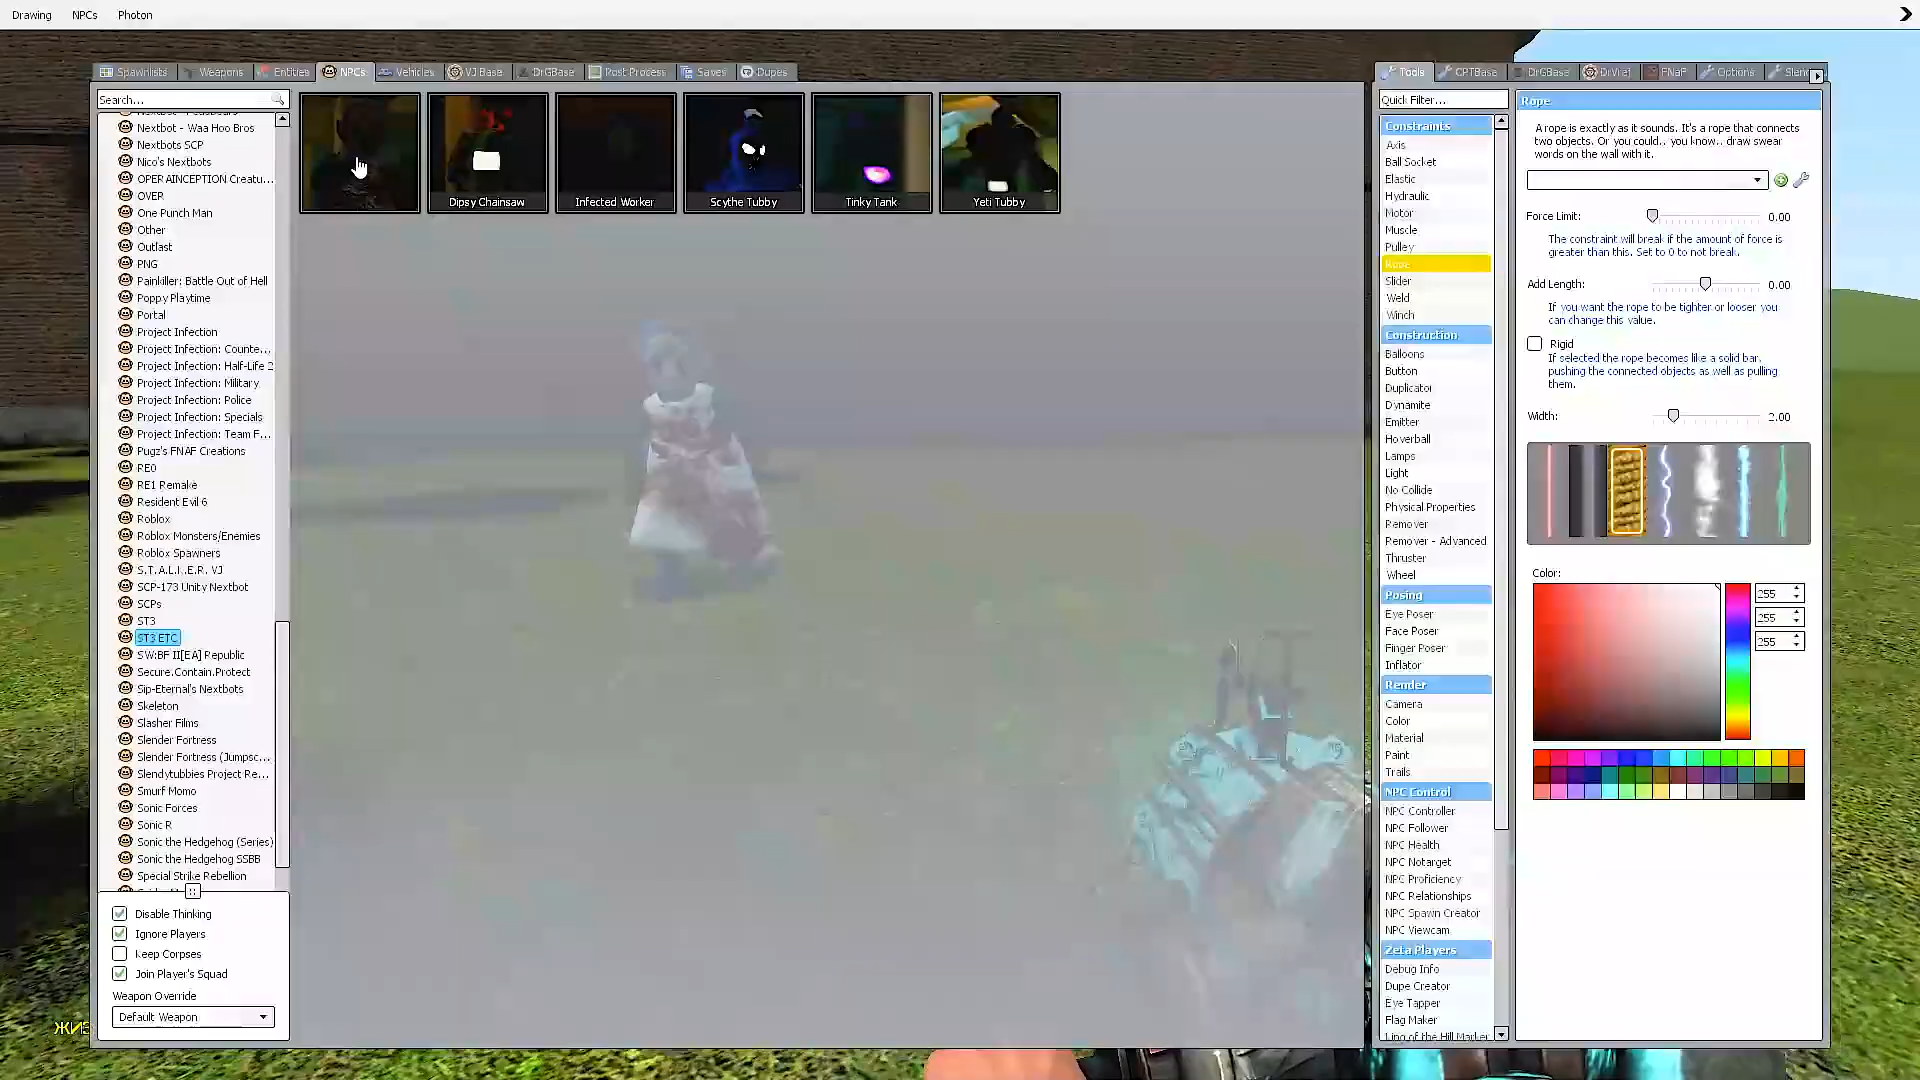 Drawing NPCs Photon
Spawnlists Weapons Entities NPCs Vehicles VJ Base DrGBase Post Process Saves Dupes
Search...
Nextbot - Waa Hoo Bros
Nextbots SCP
Nico's Nextbots
OPERAINCEPTION Creatu...
OVER
One Punch Man
Other
Outlast
PNG
Painkiller: Battle Out of Hell
Poppy Playtime
Portal
Project Infection
Project Infection: Counte...
Project Infection: Half-Life 2
Project Infection: Military
Project Infection: Police
Project Infection: Specials
Project Infection: Team F...
Pugz's FNAF Creations
RE0
RE1 Remake
Resident Evil 6
Roblox
Roblox Monsters/Enemies
Roblox Spawners
S.T.A.L.I.E.R. VJ
SCP-173 Unity Nextbot
SCPs
ST3
ST3 ETC
SW:BF II[EA] Republic
Secure.Contain.Protect
Sip-Eternal's Nextbots
Skeleton
Slasher Films
Slender Fortress
Slender Fortress (Jumpsc...
Slendytubbies Project Re...
Smurf Momo
Sonic Forces
Sonic R
Sonic the Hedgehog (Series)
Sonic the Hedgehog SSBB
Special Strike Rebellion
Disable Thinking
Ignore Players
Keep Corpses
Join Player's Squad
Weapon Override
Default Weapon
Dipsy Chainsaw
Infected Worker
Scythe Tubby
Tinky Tank
Yeti Tubby
Tools CPTBase DrGBase DrVrej FNaF Options Slen
Quick Filter...
Constraints
Axis
Ball Socket
Elastic
Hydraulic
Motor
Muscle
Pulley
Rope
Slider
Weld
Winch
Construction
Balloons
Button
Duplicator
Dynamite
Emitter
Hoverball
Lamps
Light
No Collide
Physical Properties
Remover
Remover - Advanced
Thruster
Wheel
Posing
Eye Poser
Face Poser
Finger Poser
Inflator
Render
Camera
Color
Material
Paint
Trails
NPC Control
NPC Controller
NPC Follower
NPC Health
NPC Notarget
NPC Proficiency
NPC Relationships
NPC Spawn Creator
NPC Viewcam
Zeta Players
Debug Info
Dupe Creator
Eye Tapper
Flag Maker
Rope
A rope is exactly as it sounds. It's a rope that connects
two objects. Or you could.. you know.. draw swear
words on the wall with it.
Force Limit: 0.00
The constraint will break if the amount of force is
greater than this. Set to 0 to not break.
Add Length: 0.00
If you want the rope to be tighter or looser you
can change this value.
Rigid
If selected the rope becomes like a solid bar,
pushing the connected objects as well as pulling
them.
Width: 2.00
Color:
255
255
255